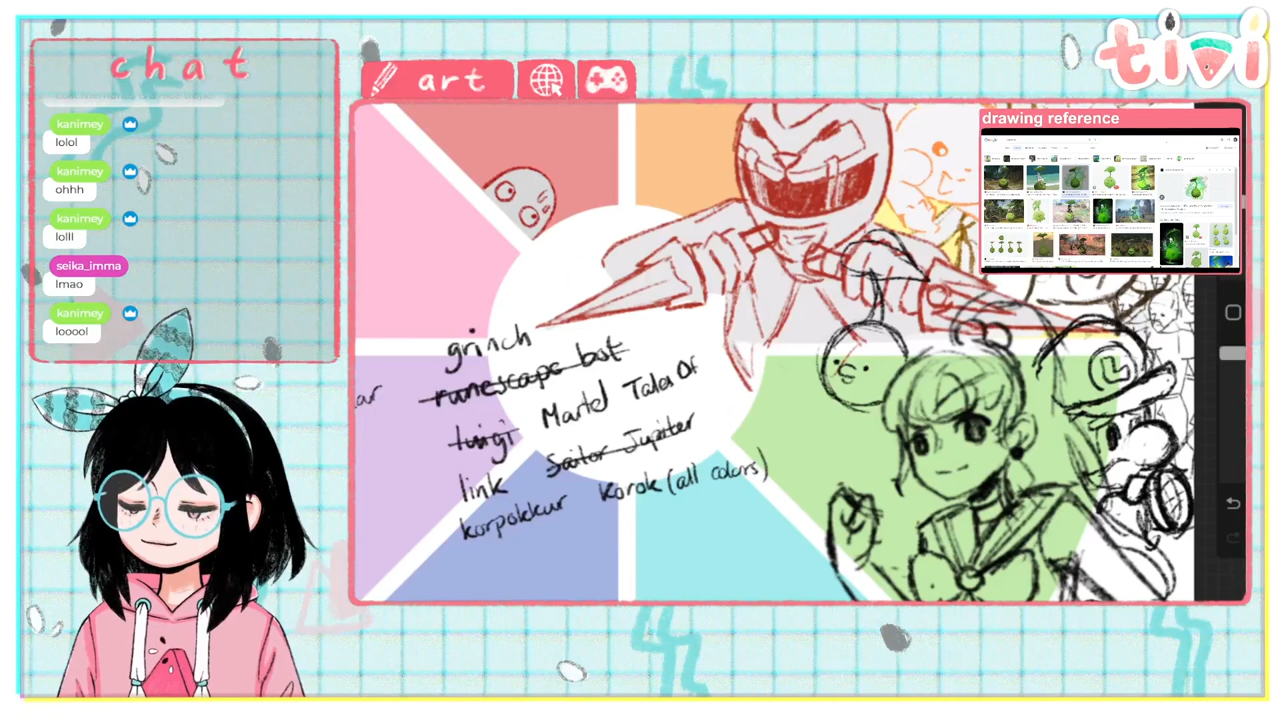 chat
kanimey
lolol
kanimey
ohhh
kanimey
lolll
seika_imma
lmao
kanimey
looool
art
tivi
drawing reference
grinch
runescape bot
luigi
Martel Tales Of
Sailor Jupiter
link
korok (all colors)
korpokkur
L